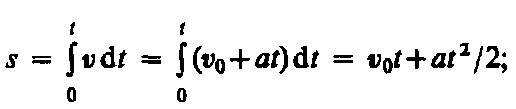 s = ∫₀ᵗ v dt = ∫₀ᵗ (v₀+at) dt = v₀t+at²/2;